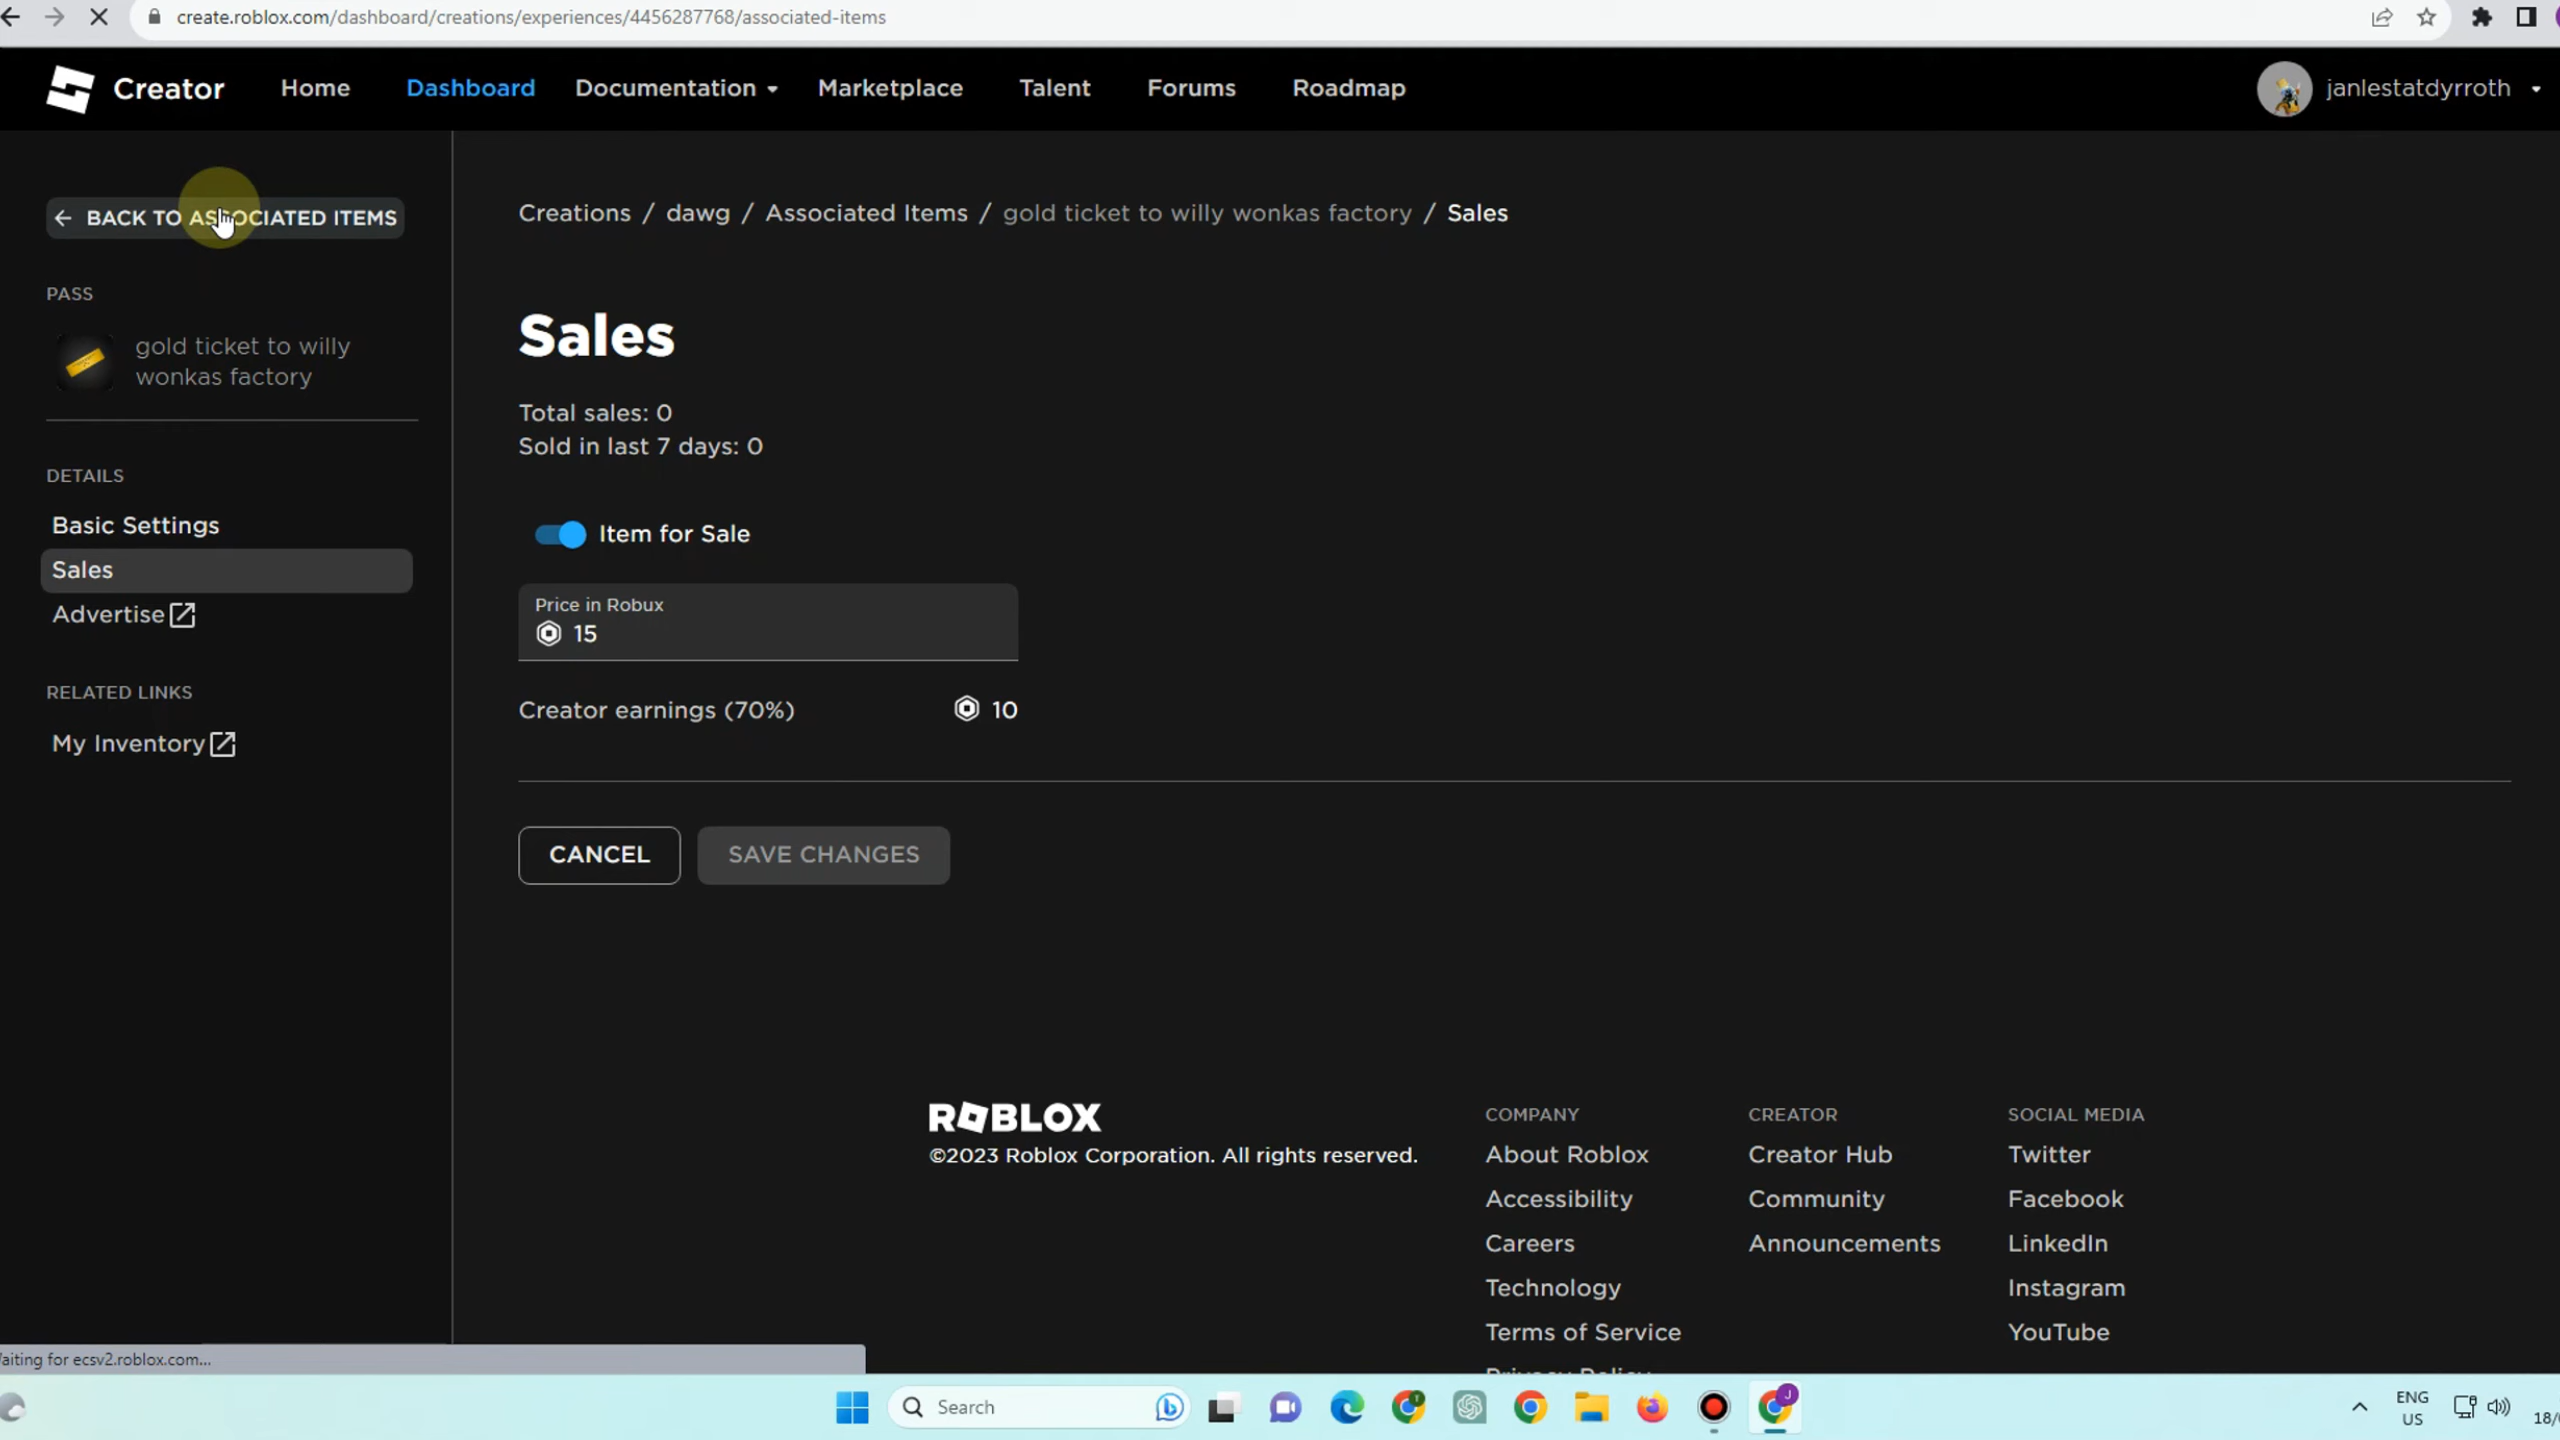 create.roblox.com/dashboard/creations/experiences/4456287768/associated-items
Creator
Home
Dashboard
Documentation
Marketplace
Talent
Forums
Roadmap
janlestatdyrroth
BACK TO ASSOCIATED ITEMS
PASS
gold ticket to willy
wonkas factory
DETAILS
Basic Settings
Sales
Advertise
RELATED LINKS
My Inventory
Creations / dawg / Associated Items / gold ticket to willy wonkas factory / Sales
Sales
Total sales: 0
Sold in last 7 days: 0
Item for Sale
Price in Robux
15
Creator earnings (70%) 10
CANCEL
SAVE CHANGES
ROBLOX
©2023 Roblox Corporation. All rights reserved.
COMPANY
About Roblox
Accessibility
Careers
Technology
Terms of Service
CREATOR
Creator Hub
Community
Announcements
SOCIAL MEDIA
Twitter
Facebook
LinkedIn
Instagram
YouTube
for ecsv2.roblox.com...
Search
ENG
US
18/